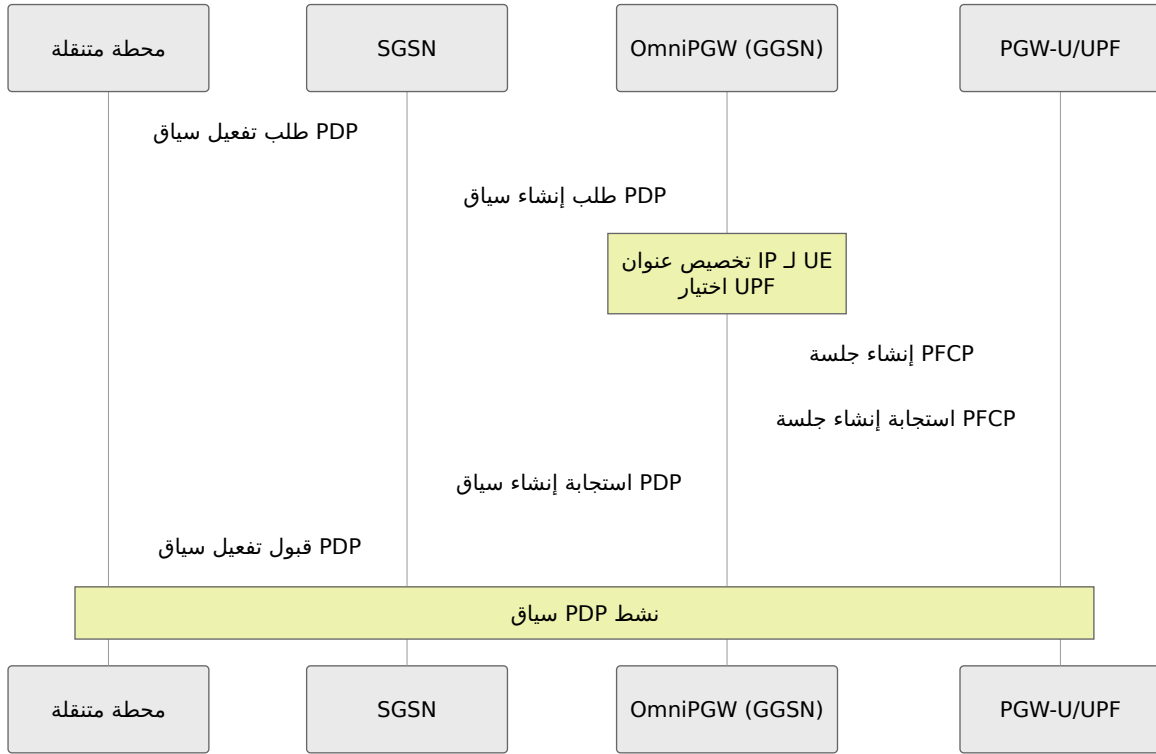 محطة متنقلة
SGSN
OmniPGW (GGSN)
PGW-U/UPF
طلب تفعيل سياق PDP
طلب إنشاء سياق PDP
تخصيص عنوان IP لـ UE
اختيار UPF
إنشاء جلسة PFCP
استجابة إنشاء جلسة PFCP
استجابة إنشاء سياق PDP
قبول تفعيل سياق PDP
سياق PDP نشط
محطة متنقلة
SGSN
OmniPGW (GGSN)
PGW-U/UPF